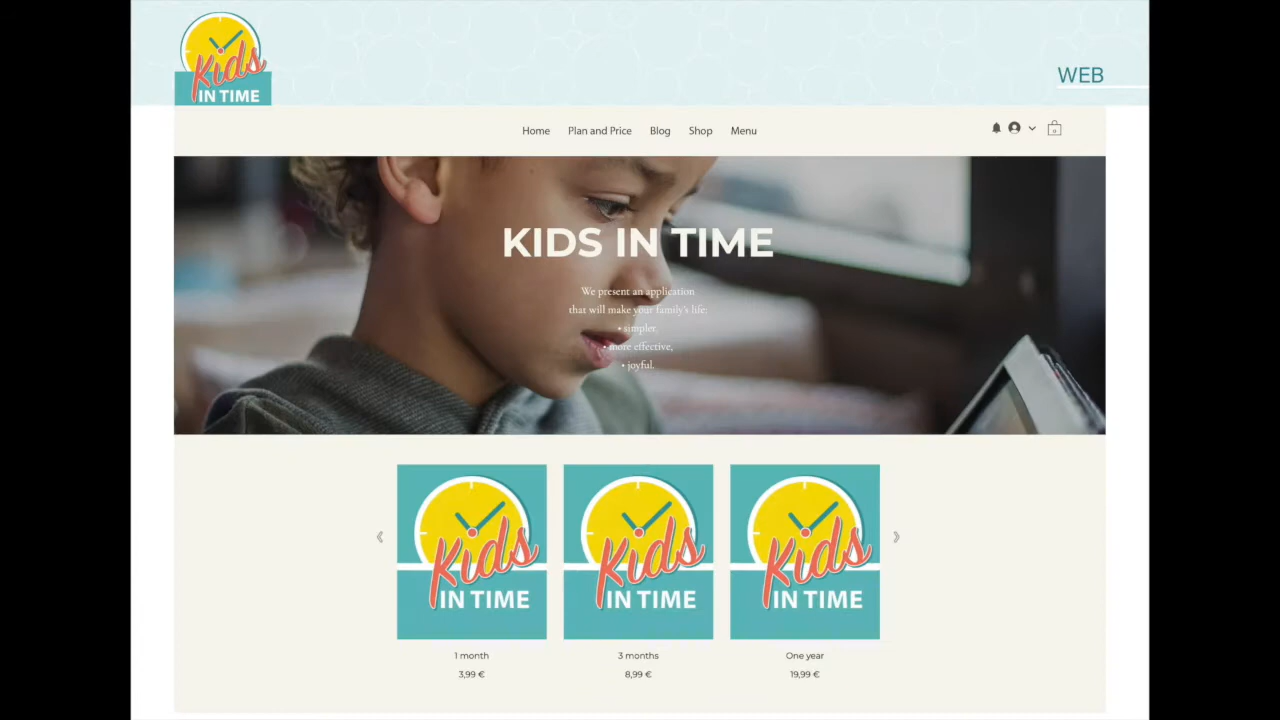 Kids
IN TIME
WEB
Home Plan and Price Blog Shop Menu
0
KIDS IN TIME
We present an application
that will make your family's life:
• simpler,
• more effective,
• joyful.
Kids
IN TIME
Kids
IN TIME
Kids
IN TIME
1 month
3 months
One year
3,99 €
8,99 €
19,99 €